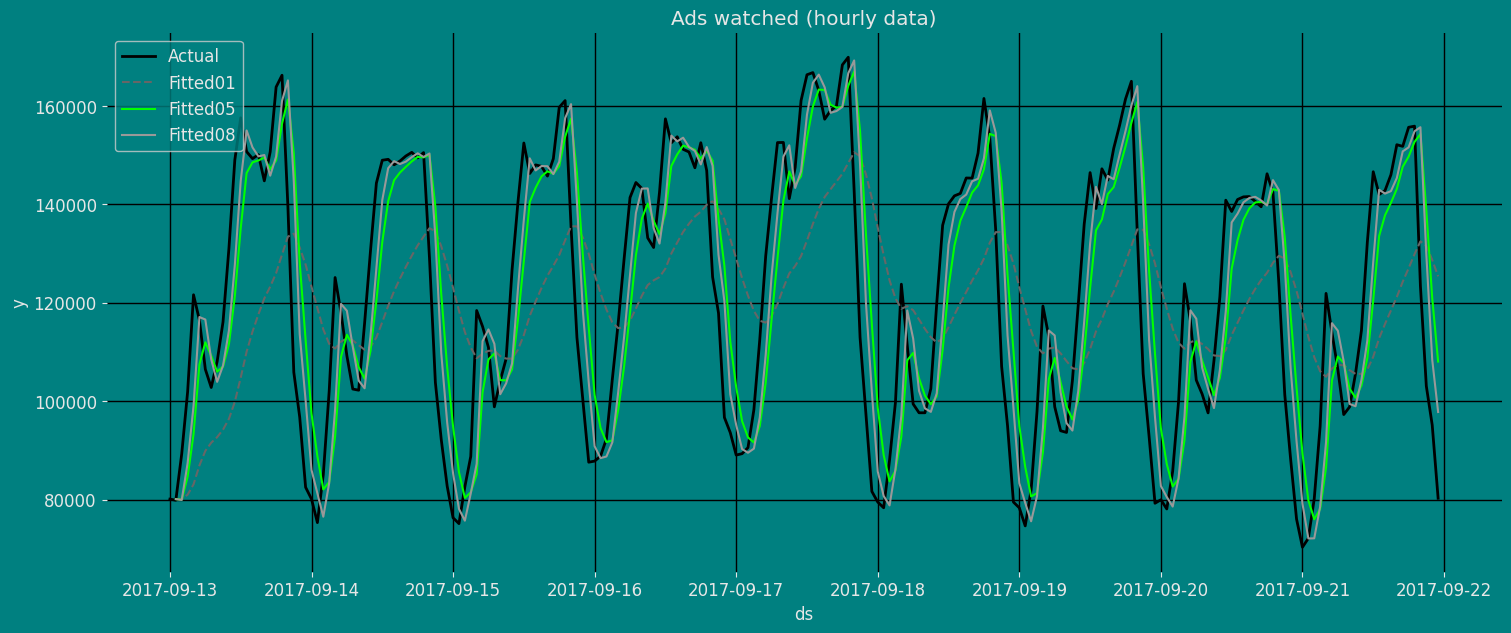 Ads watched (hourly data)
Actual
Fitted01
Fitted05
Fitted08
y
160000
140000
120000
100000
80000
2017-09-13
2017-09-14
2017-09-15
2017-09-16
2017-09-17
2017-09-18
2017-09-19
2017-09-20
2017-09-21
2017-09-22
ds